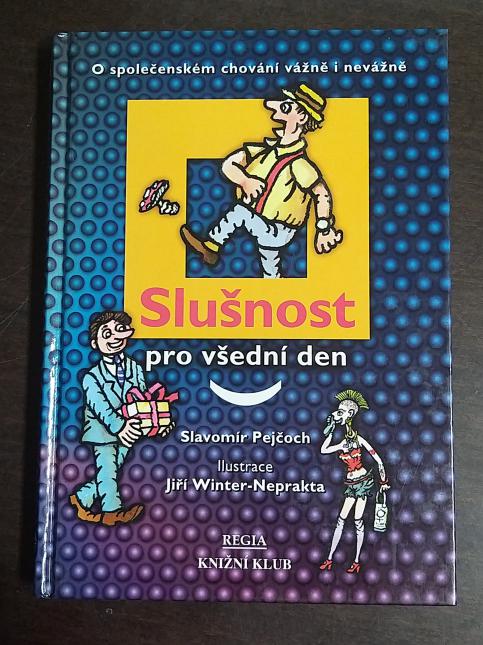 O společenském chování vážně i nevážně
Slušnost
pro všední den
Slavomír Pejčoch
Ilustrace
Jiří Winter-Neprakta
REGIA
KNIŽNÍ KLUB